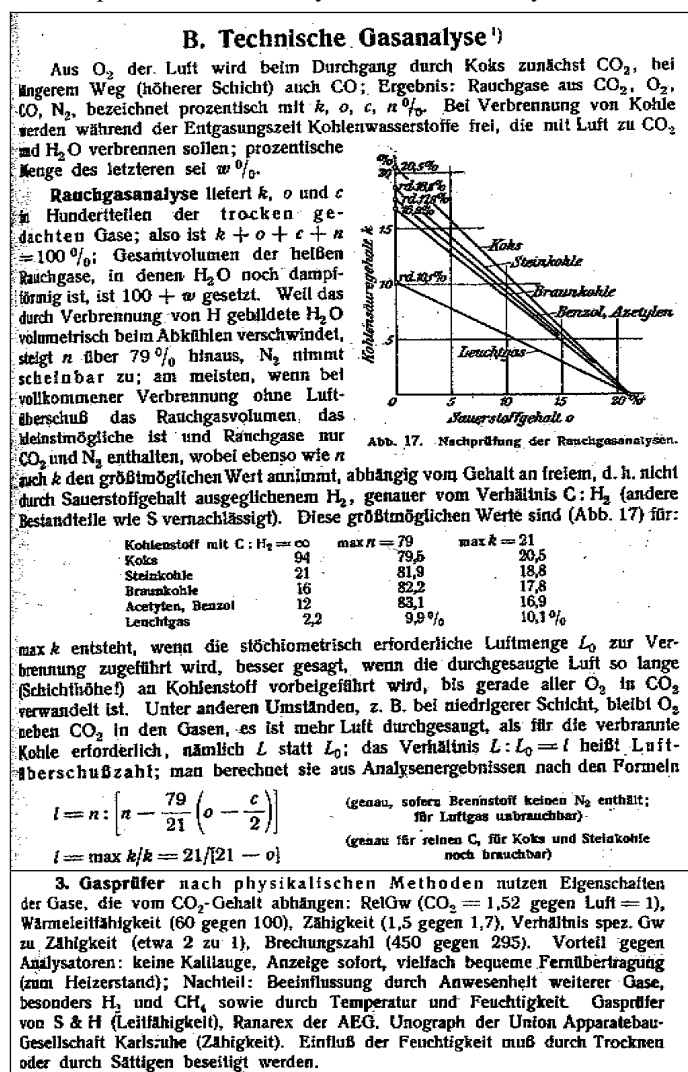 B. Technische Gasanalyse¹)
Aus O₂ der Luft wird beim Durchgang durch Koks zunächst CO₂, bei
längerem Weg (höherer Schicht) auch CO; Ergebnis: Rauchgase aus CO₂, O₂,
CO, N₂, bezeichnet prozentisch mit k, o, c, n %. Bei Verbrennung von Kohle
werden während der Entgasungszeit Kohlenwasserstoffe frei, die mit Luft zu CO₂
und H₂O verbrennen sollen; prozentische
Menge des letzteren sei w %.
Rauchgasanalyse liefert k, o und c
in Hundertteilen der trocken ge-
dachten Gase; also ist k + o + c + n
= 100 %; Gesamtvolumen der heißen
Rauchgase, in denen H₂O noch dampf-
förmig ist, ist 100 + w gesetzt. Weil das
durch Verbrennung von H gebildete H₂O
volumetrisch beim Abkühlen verschwindet,
steigt n über 79 % hinaus, N₂ nimmt
scheinbar zu; am meisten, wenn bei
vollkommener Verbrennung ohne Luft-
überschuß das Rauchgasvolumen das
kleinstmögliche ist und Rauchgase nur
CO₂ und N₂ enthalten, wobei ebenso wie n
%
20
15
10
5
0
20,5%
rd.18,8%
rd.17,8%
16,9%
rd.10,1%
Koks
Steinkohle
Braunkohle
Benzol, Azetylen
Leuchtgas
Kohlensäuregehalt k
0 5 10 15 20 %
Sauerstoffgehalt o
Abb. 17. Nachprüfung der Rauchgasanalysen.
auch k den größtmöglichen Wert annimmt, abhängig vom Gehalt an freiem, d. h. nicht
durch Sauerstoffgehalt ausgeglichenem H₂, genauer vom Verhältnis C : H₂ (andere
Bestandteile wie S vernachlässigt). Diese größtmöglichen Werte sind (Abb. 17) für:
Kohlenstoff mit C : H₂ = ∞ max n = 79 max k = 21
Koks 94 79,5 20,5
Steinkohle 21 81,9 18,8
Braunkohle 16 82,2 17,8
Acetylen, Benzol 12 83,1 16,9
Leuchtgas 2,2 9,9 % 10,1 %
max k entsteht, wenn die stöchiometrisch erforderliche Luftmenge L₀ zur Ver-
brennung zugeführt wird, besser gesagt, wenn die durchgesaugte Luft so lange
(Schichthöhe!) an Kohlenstoff vorbeigeführt wird, bis gerade aller O₂ in CO₂
verwandelt ist. Unter anderen Umständen, z. B. bei niedrigerer Schicht, bleibt O₂
neben CO₂ in den Gasen, es ist mehr Luft durchgesaugt, als für die verbrannte
Kohle erforderlich, nämlich L statt L₀; das Verhältnis L : L₀ = l heißt Luft-
überschußzahl; man berechnet sie aus Analysenergebnissen nach den Formeln
l = n : [n − 79/21 (o − c/2)] (genau, sofern Brennstoff keinen N₂ enthält;
für Luftgas unbrauchbar)
l = max k/k = 21/[21 − o] (genau für reinen C, für Koks und Steinkohle
noch brauchbar)
3. Gasprüfer nach physikalischen Methoden nutzen Eigenschaften
der Gase, die vom CO₂-Gehalt abhängen: RelGw (CO₂ = 1,52 gegen Luft = 1),
Wärmeleitfähigkeit (60 gegen 100), Zähigkeit (1,5 gegen 1,7), Verhältnis spez. Gw
zu Zähigkeit (etwa 2 zu 1), Brechungszahl (450 gegen 295). Vorteil gegen
Analysatoren: keine Kalilauge, Anzeige sofort, vielfach bequeme Fernübertragung
(zum Heizerstand); Nachteil: Beeinflussung durch Anwesenheit weiterer Gase,
besonders H₂ und CH₄ sowie durch Temperatur und Feuchtigkeit. Gasprüfer
von S & H (Leitfähigkeit), Ranarex der AEG, Unograph der Union Apparatebau-
Gesellschaft Karlsruhe (Zähigkeit). Einfluß der Feuchtigkeit muß durch Trocknen
oder durch Sättigen beseitigt werden.